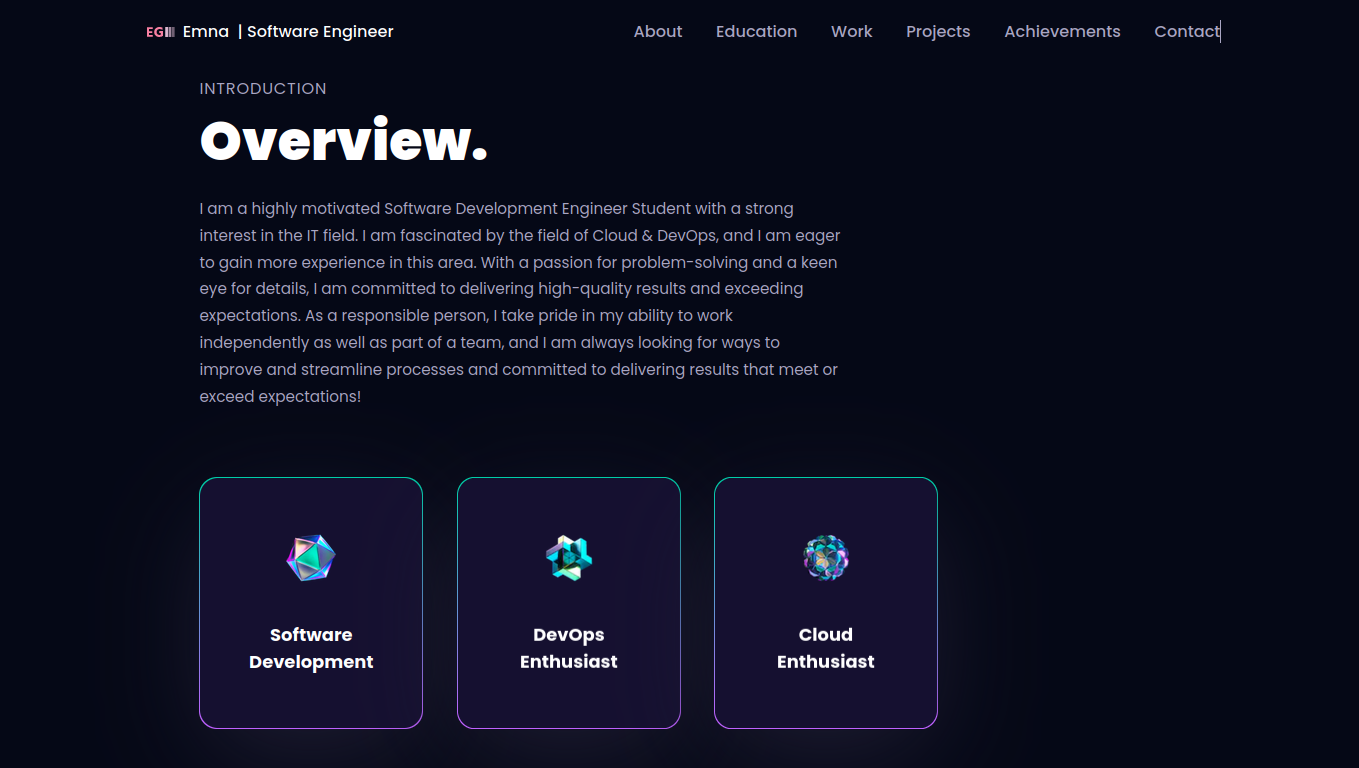 EG Emna | Software Engineer
About Education Work Projects Achievements Contact
INTRODUCTION
Overview.
I am a highly motivated Software Development Engineer Student with a strong
interest in the IT field. I am fascinated by the field of Cloud & DevOps, and I am eager
to gain more experience in this area. With a passion for problem-solving and a keen
eye for details, I am committed to delivering high-quality results and exceeding
expectations. As a responsible person, I take pride in my ability to work
independently as well as part of a team, and I am always looking for ways to
improve and streamline processes and committed to delivering results that meet or
exceed expectations!
Software
Development
DevOps
Enthusiast
Cloud
Enthusiast